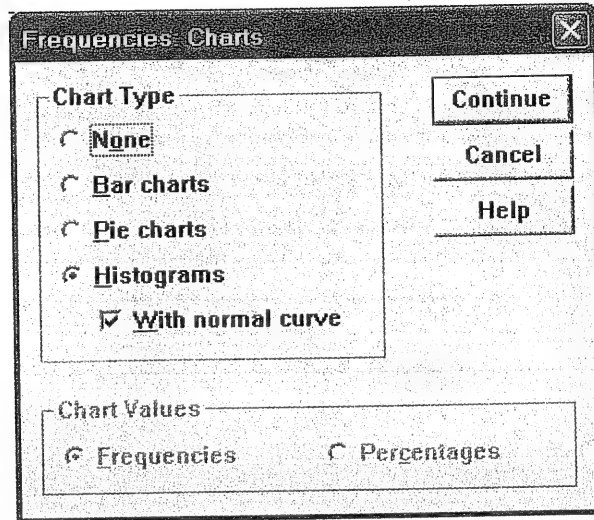 Frequencies: Charts
Chart Type
None
Bar charts
Pie charts
Histograms
With normal curve
Continue
Cancel
Help
Chart Values
Frequencies
Percentages